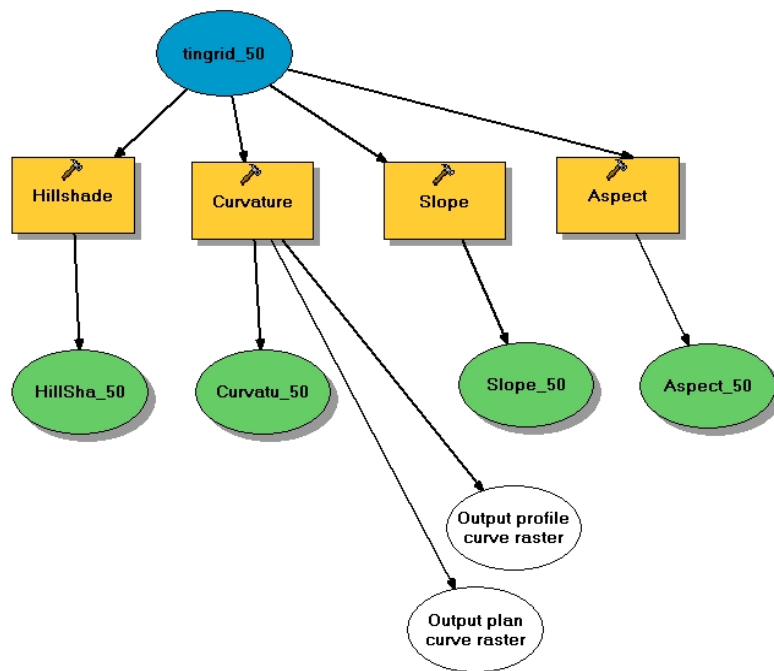 tingrid_50
Hillshade
Curvature
Slope
Aspect
HillSha_50
Curvatu_50
Slope_50
Aspect_50
Output profile
curve raster
Output plan
curve raster